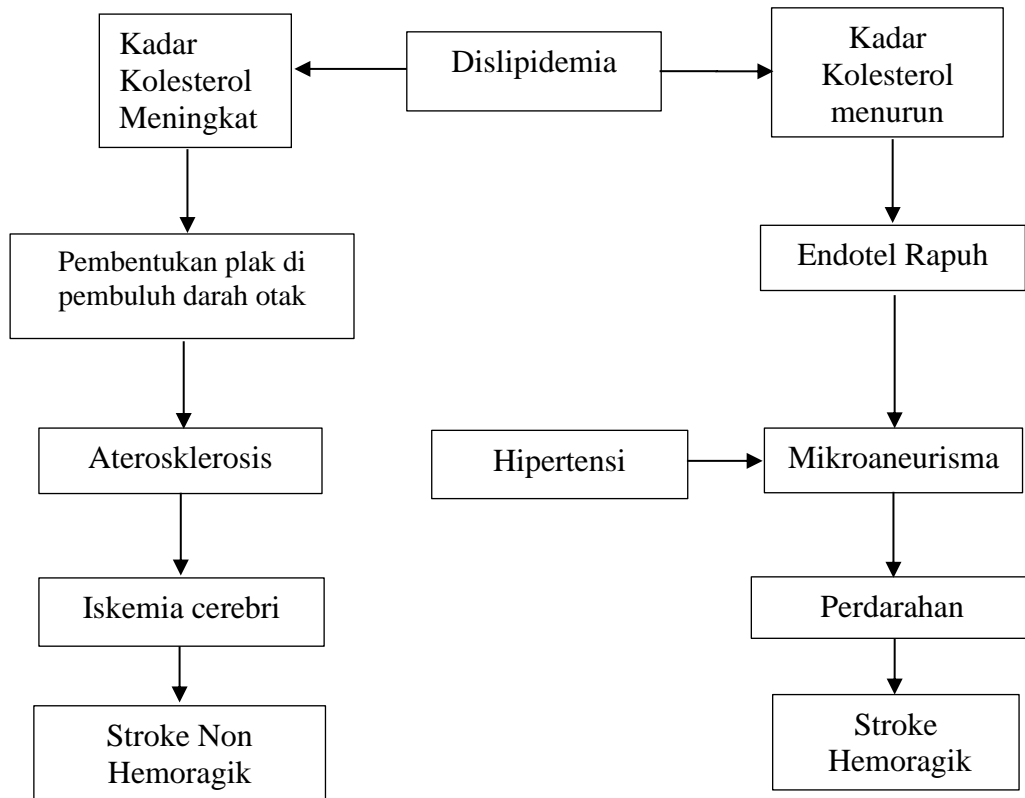 Kadar
Kolesterol
Meningkat
Dislipidemia
Kadar
Kolesterol
menurun
Pembentukan plak di
pembuluh darah otak
Endotel Rapuh
Aterosklerosis
Hipertensi
Mikroaneurisma
Iskemia cerebri
Perdarahan
Stroke Non
Hemoragik
Stroke
Hemoragik